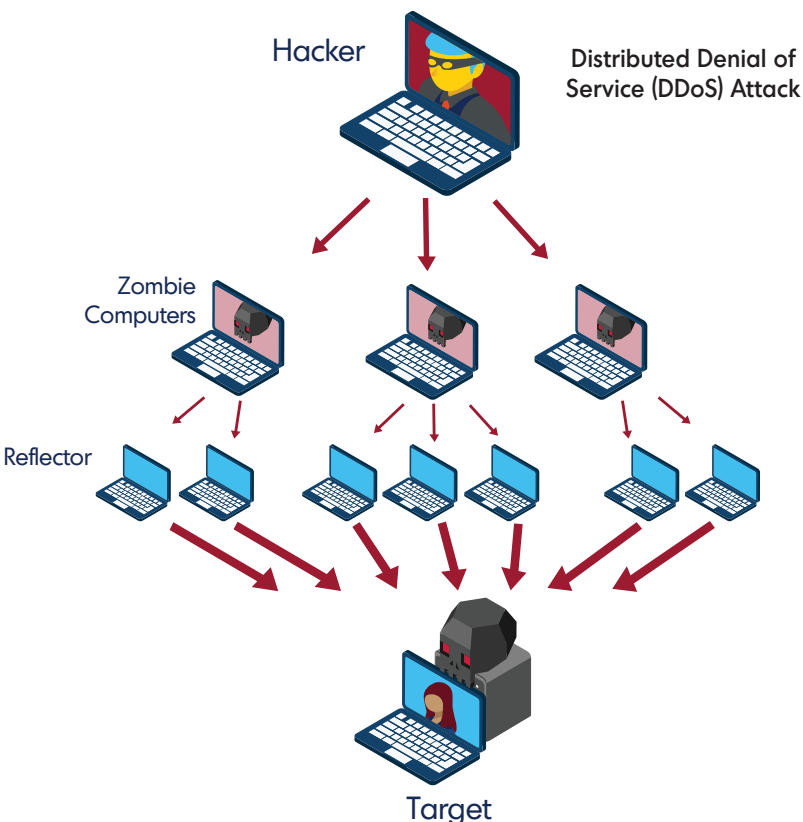 Hacker
Distributed Denial of
Service (DDoS) Attack
Zombie
Computers
Reflector
Target